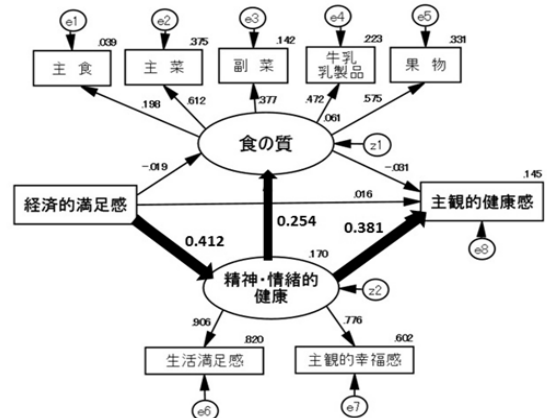 e1
e2
e3
e4
e5
.039
.375
.142
.223
.331
主食
主菜
副菜
牛乳
乳製品
果物
.198
.612
.377
.472
.575
.061
食の質
z1
-.019
-.031
.145
経済的満足感
.016
主観的健康感
0.412
0.254
0.381
e8
.170
精神・情緒的
健康
z2
.906
.776
.820
.602
生活満足感
主観的幸福感
e6
e7